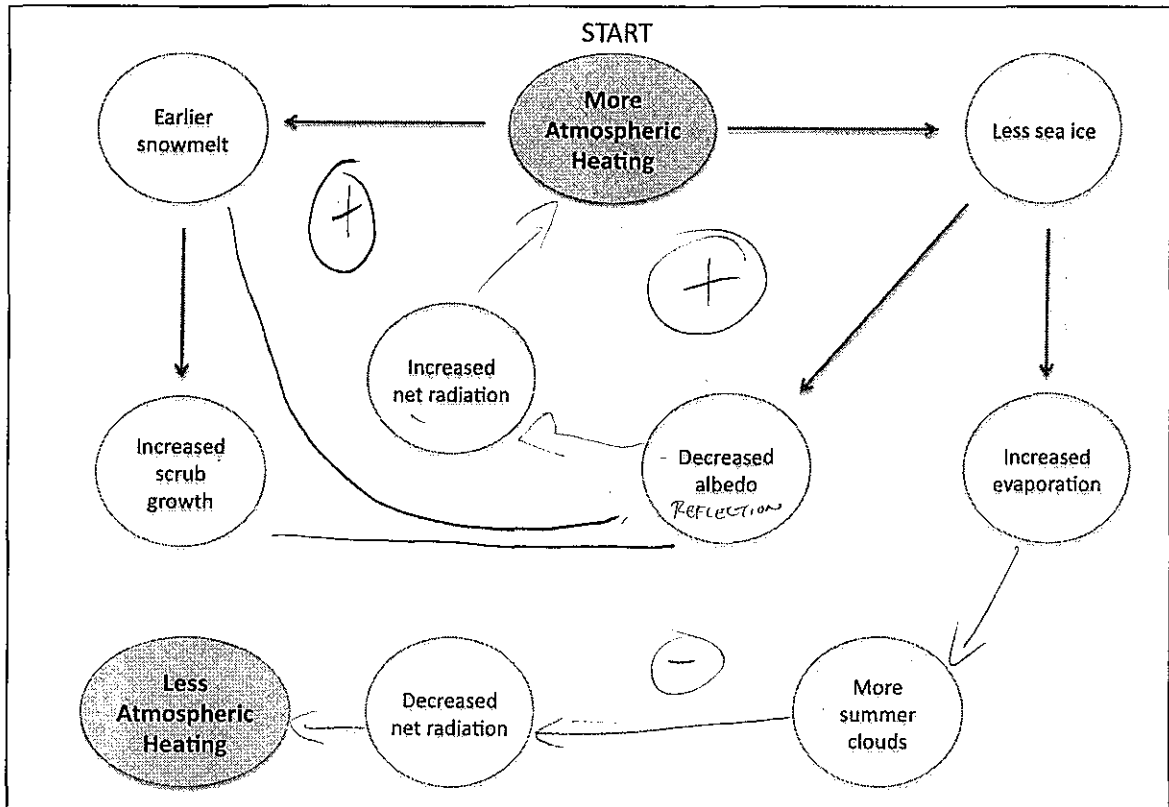 START
Earlier
snowmelt
More
Atmospheric
Heating
Less sea ice
+
+
Increased
net radiation
Increased
scrub
growth
Decreased
albedo
REFLECTION
Increased
evaporation
-
Less
Atmospheric
Heating
Decreased
net radiation
More
summer
clouds